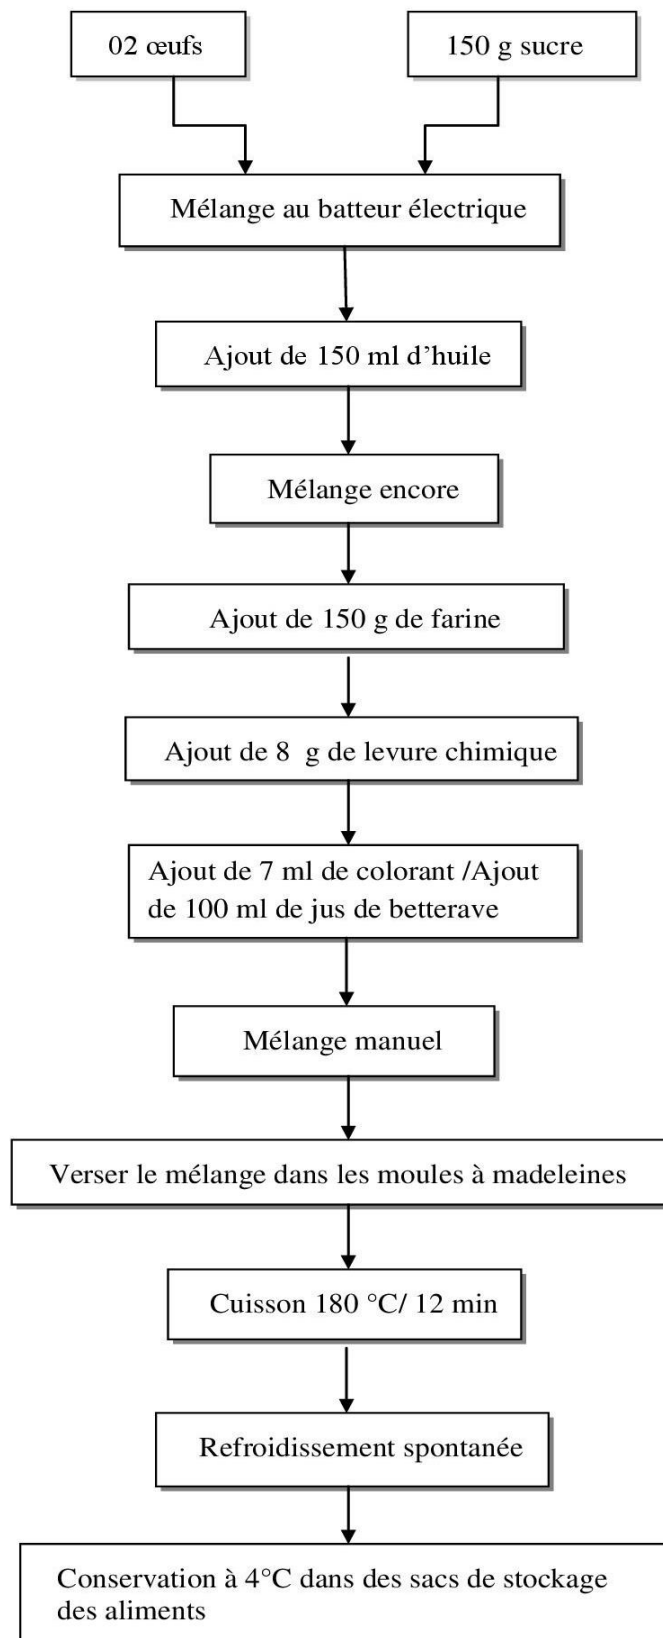 02 œufs
150 g sucre
Mélange au batteur électrique
Ajout de 150 ml d’huile
Mélange encore
Ajout de 150 g de farine
Ajout de 8 g de levure chimique
Ajout de 7 ml de colorant /Ajout
de 100 ml de jus de betterave
Mélange manuel
Verser le mélange dans les moules à madeleines
Cuisson 180 °C/ 12 min
Refroidissement spontanée
Conservation à 4°C dans des sacs de stockage
des aliments